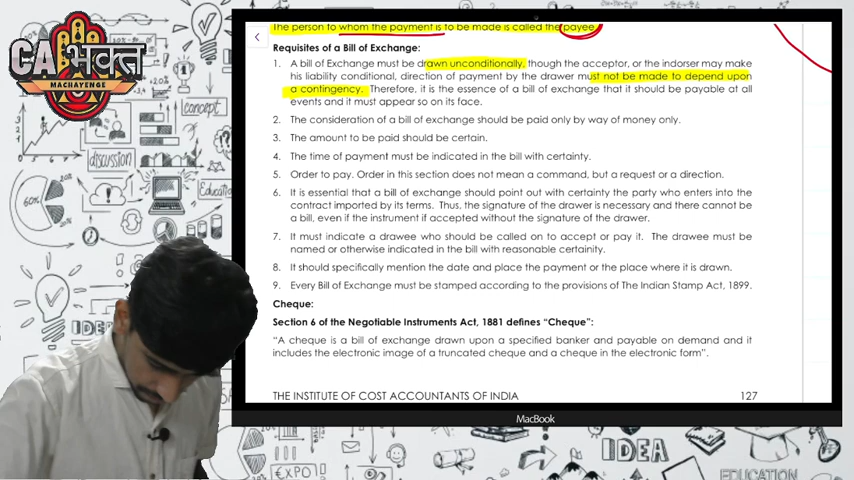 CA भक्त
MACHAYENGE
The person to whom the payment is to be made is called the payee.
Requisites of a Bill of Exchange:
1. A bill of Exchange must be drawn unconditionally, though the acceptor, or the indorser may make
his liability conditional, direction of payment by the drawer must not be made to depend upon
a contingency. Therefore, it is the essence of a bill of exchange that it should be payable at all
events and it must appear so on its face.
2. The consideration of a bill of exchange should be paid only by way of money only.
3. The amount to be paid should be certain.
4. The time of payment must be indicated in the bill with certainty.
5. Order to pay. Order in this section does not mean a command, but a request or a direction.
6. It is essential that a bill of exchange should point out with certainty the party who enters into the
contract imported by its terms. Thus, the signature of the drawer is necessary and there cannot be
a bill, even if the instrument if accepted without the signature of the drawer.
7. It must indicate a drawee who should be called on to accept or pay it. The drawee must be
named or otherwise indicated in the bill with reasonable certainty.
8. It should specifically mention the date and place the payment or the place where it is drawn.
9. Every Bill of Exchange must be stamped according to the provisions of The Indian Stamp Act, 1899.
Cheque:
Section 6 of the Negotiable Instruments Act, 1881 defines “Cheque”:
“A cheque is a bill of exchange drawn upon a specified banker and payable on demand and it
includes the electronic image of a truncated cheque and a cheque in the electronic form”.
THE INSTITUTE OF COST ACCOUNTANTS OF INDIA 127
MacBook
concept
discussion
60%
20%
20%
Education
IDEA
EXPO
IDEA
EDUCATION